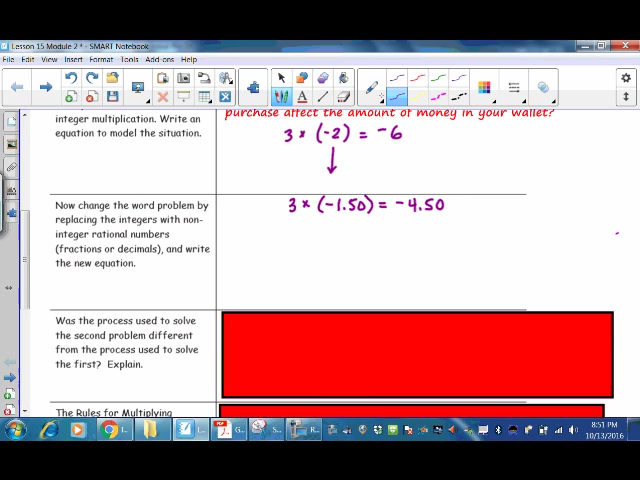 Lesson 15 Module 2 * - SMART Notebook
File Edit View Insert Format Tools Add-ons Help
purchase affect the amount of money in your wallet?
integer multiplication. Write an
equation to model the situation.
3 × (-2) = -6
Now change the word problem by
replacing the integers with non-
integer rational numbers
(fractions or decimals), and write
the new equation.
3 × (-1.50) = -4.50
Was the process used to solve
the second problem different
from the process used to solve
the first? Explain.
The Rules for Multiplying
8:51 PM
10/13/2016